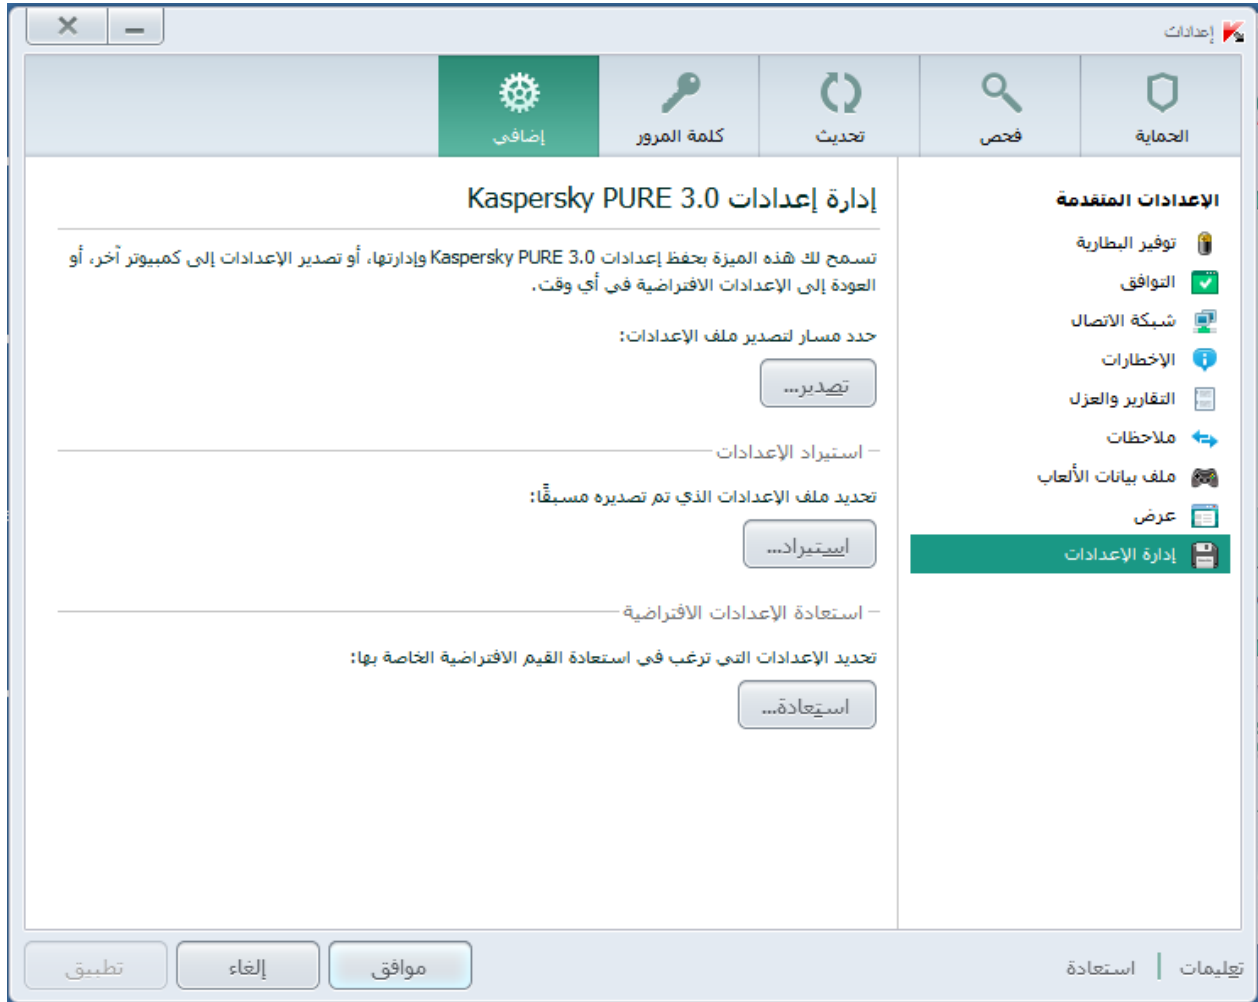 إعدادات
الحماية
فحص
تحديث
كلمة المرور
إضافي
الإعدادات المتقدمة
توفير البطارية
التوافق
شبكة الاتصال
الإخطارات
التقارير والعزل
ملاحظات
ملف بيانات الألعاب
عرض
إدارة الإعدادات
إدارة إعدادات Kaspersky PURE 3.0
تسمح لك هذه الميزة بحفظ إعدادات Kaspersky PURE 3.0 وإدارتها، أو تصدير الإعدادات إلى كمبيوتر آخر، أو
العودة إلى الإعدادات الافتراضية في أي وقت.
حدد مسار لتصدير ملف الإعدادات:
تصدير...
استيراد الإعدادات
تحديد ملف الإعدادات الذي تم تصديره مسبقًا:
استيراد...
استعادة الإعدادات الافتراضية
تحديد الإعدادات التي ترغب في استعادة القيم الافتراضية الخاصة بها:
استعادة...
تعليمات
استعادة
موافق
إلغاء
تطبيق